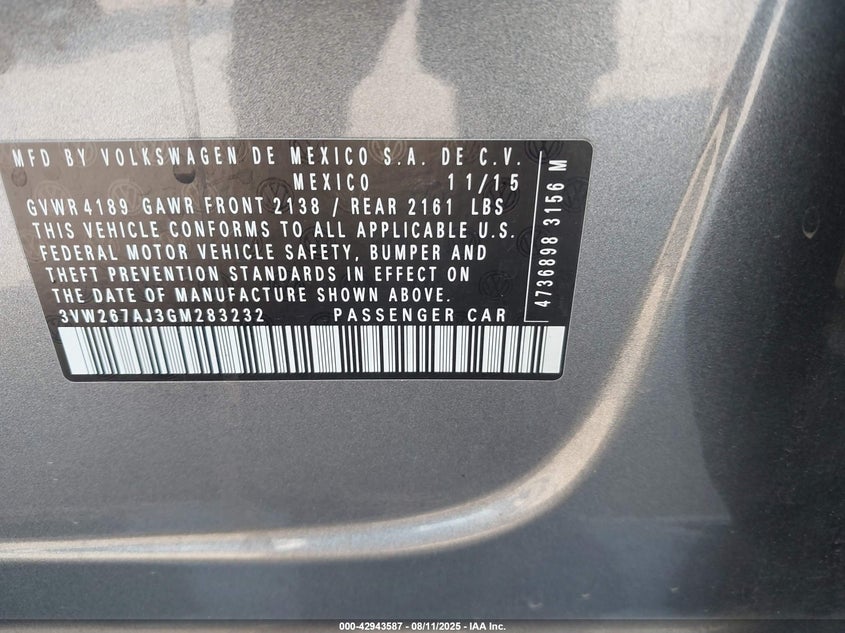 MFD BY VOLKSWAGEN DE MEXICO S.A. DE C.V.
MEXICO 11/15
GVWR 4189 GAWR FRONT 2138 / REAR 2161 LBS
THIS VEHICLE CONFORMS TO ALL APPLICABLE U.S.
FEDERAL MOTOR VEHICLE SAFETY, BUMPER AND
THEFT PREVENTION STANDARDS IN EFFECT ON
THE DATE OF MANUFACTURE SHOWN ABOVE.
3VW267AJ3GM283232 PASSENGER CAR
4736898 3156 M
000-42943587 - 08/11/2025 - IAA Inc.